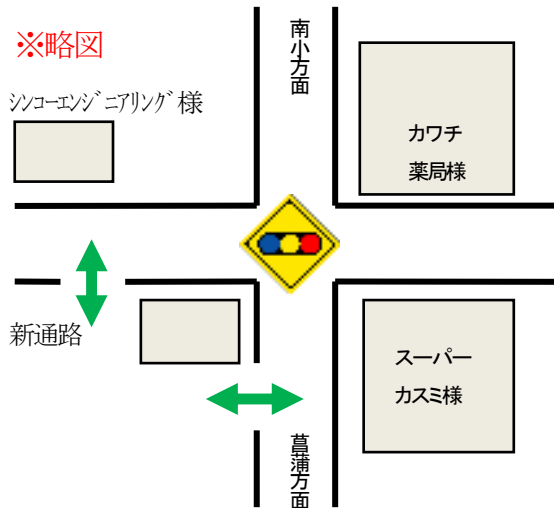 ※略図
南小方面
ｼﾝｺｰｴﾝｼﾞﾆｱﾘﾝｸﾞ様
カワチ
薬局様
新通路
スーパー
カスミ様
菖蒲方面